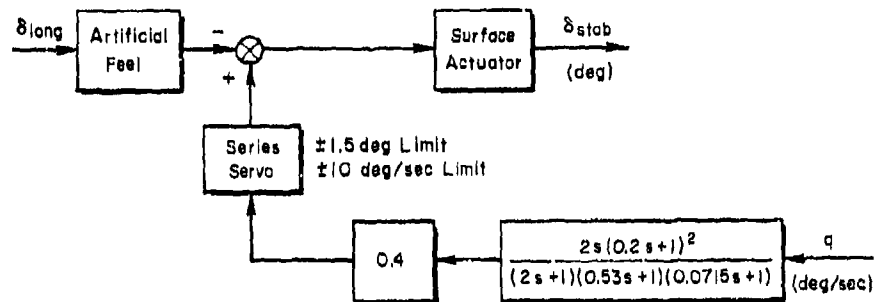 δlong
Artificial
Feel
−
+
Surface
Actuator
δstab
(deg)
Series
Servo
±1.5 deg Limit
±10 deg/sec Limit
0.4
2s(0.2s+1)²
(2s+1)(0.53s+1)(0.0715s+1)
q
(deg/sec)